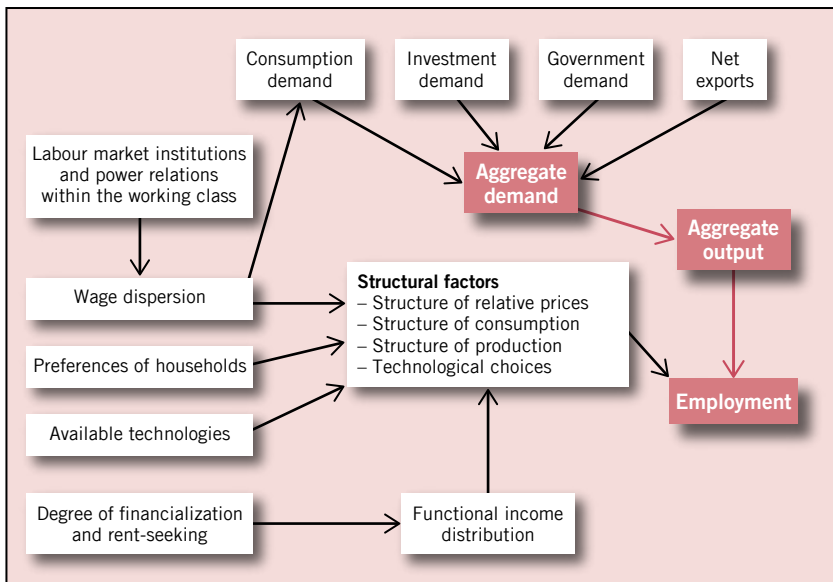 Consumption
demand
Investment
demand
Government
demand
Net
exports
Labour market institutions
and power relations
within the working class
Aggregate
demand
Aggregate
output
Wage dispersion
Structural factors
– Structure of relative prices
– Structure of consumption
– Structure of production
– Technological choices
Preferences of households
Employment
Available technologies
Degree of financialization
and rent-seeking
Functional income
distribution